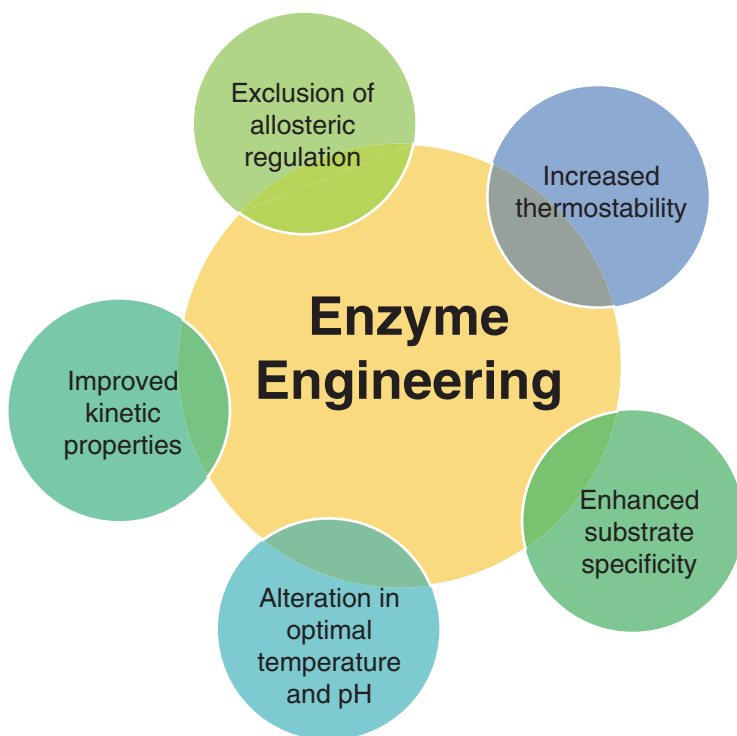 Exclusion of
allosteric
regulation
Increased
thermostability
Enzyme
Engineering
Improved
kinetic
properties
Enhanced
substrate
specificity
Alteration in
optimal
temperature
and pH